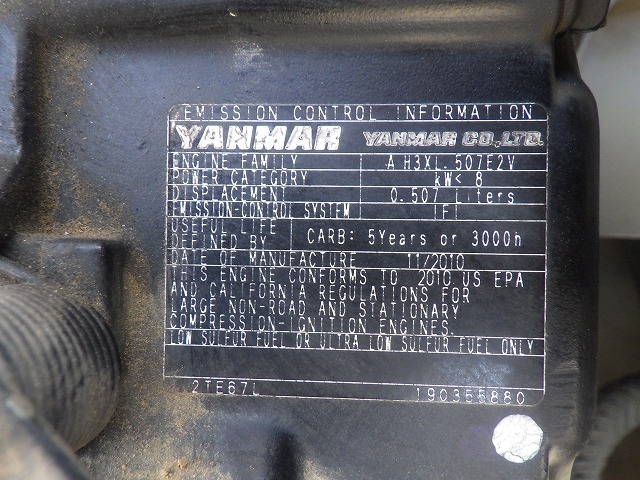 EMISSION CONTROL INFORMATION
YANMAR YANMAR CO.,LTD.
ENGINE FAMILY AH3XL.507E2V
POWER CATEGORY kW< 8
DISPLACEMENT 0.507 Liters
EMISSION-CONTROL SYSTEM IFI
USEFUL LIFE
DEFINED BY CARB: 5Years or 3000h
DATE OF MANUFACTURE 11/2010
THIS ENGINE CONFORMS TO 2010 US EPA
AND CALIFORNIA REGULATIONS FOR
LARGE NON-ROAD AND STATIONARY
COMPRESSION-IGNITION ENGINES.
LOW SULFUR FUEL OR ULTRA LOW SULFUR FUEL ONLY
2TE67L 190355880